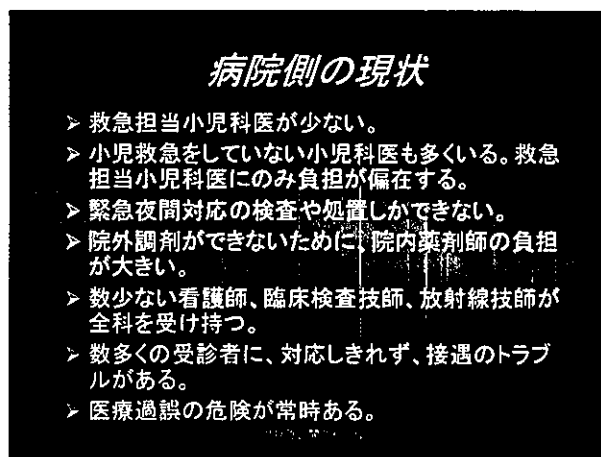 病院側の現状
➢ 救急担当小児科医が少ない。
➢ 小児救急をしていない小児科医も多くいる。救急
担当小児科医にのみ負担が偏在する。
➢ 緊急夜間対応の検査や処置しかできない。
➢ 院外調剤ができないために、院内薬剤師の負担
が大きい。
➢ 数少ない看護師、臨床検査技師、放射線技師が
全科を受け持つ。
➢ 数多くの受診者に、対応しきれず、接遇のトラブ
ルがある。
➢ 医療過誤の危険が常時ある。